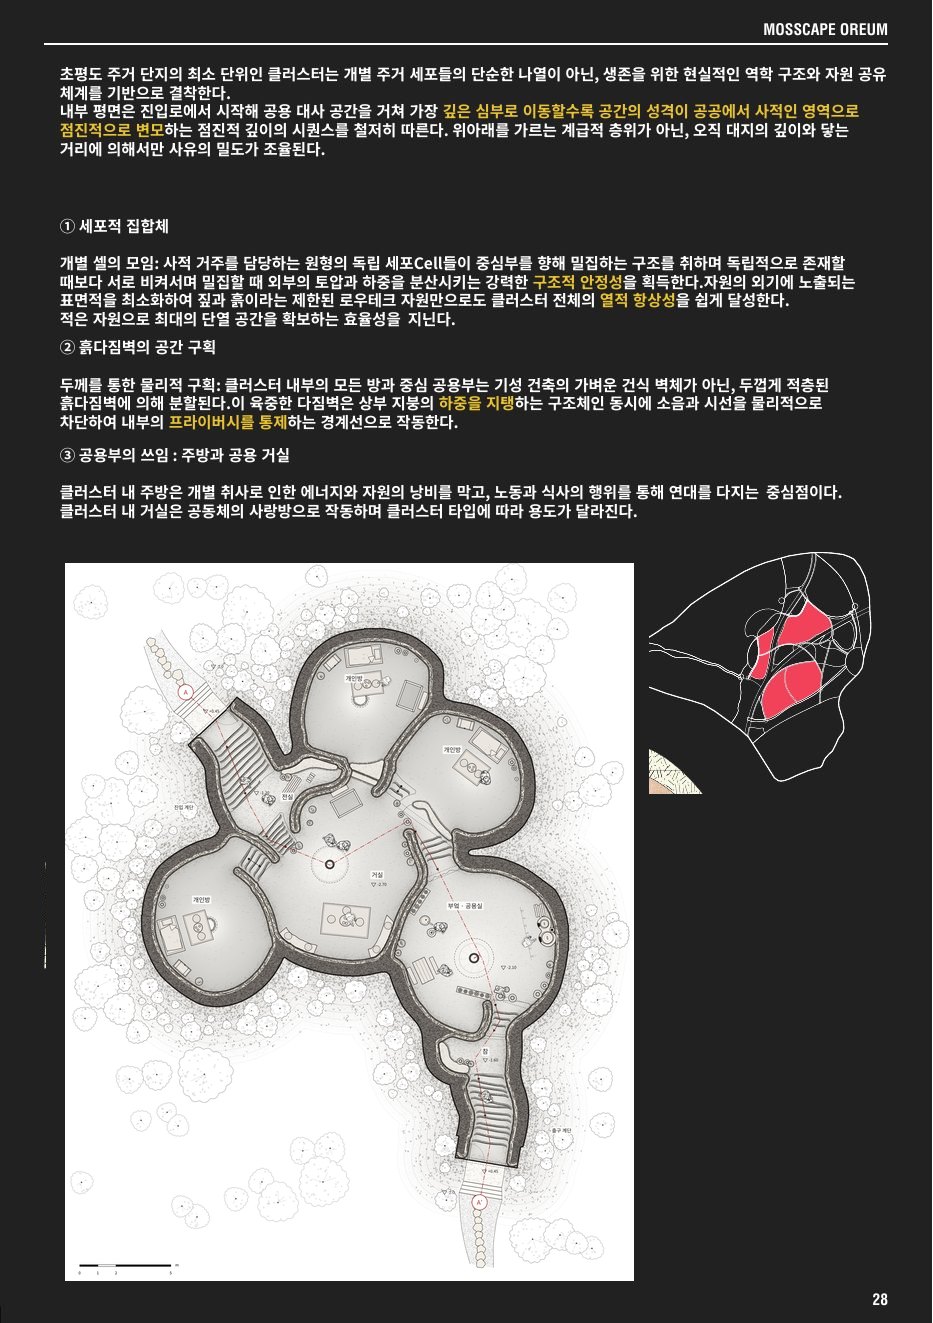 MOSSCAPE OREUM
초평도 주거 단지의 최소 단위인 클러스터는 개별 주거 세포들의 단순한 나열이 아닌, 생존을 위한 현실적인 역학 구조와 자원 공유
체계를 기반으로 결착한다.
내부 평면은 진입로에서 시작해 공용 대사 공간을 거쳐 가장 깊은 심부로 이동할수록 공간의 성격이 공공에서 사적인 영역으로
점진적으로 변모하는 점진적 깊이의 시퀀스를 철저히 따른다. 위아래를 가르는 계급적 층위가 아닌, 오직 대지의 깊이와 닿는
거리에 의해서만 사유의 밀도가 조율된다.
① 세포적 집합체
개별 셀의 모임: 사적 거주를 담당하는 원형의 독립 세포Cell들이 중심부를 향해 밀집하는 구조를 취하며 독립적으로 존재할
때보다 서로 비켜서며 밀집할 때 외부의 토압과 하중을 분산시키는 강력한 구조적 안정성을 획득한다.자원의 외기에 노출되는
표면적을 최소화하여 짚과 흙이라는 제한된 로우테크 자원만으로도 클러스터 전체의 열적 항상성을 쉽게 달성한다.
적은 자원으로 최대의 단열 공간을 확보하는 효율성을 지닌다.
② 흙다짐벽의 공간 구획
두께를 통한 물리적 구획: 클러스터 내부의 모든 방과 중심 공용부는 기성 건축의 가벼운 건식 벽체가 아닌, 두껍게 적층된
흙다짐벽에 의해 분할된다.이 육중한 다짐벽은 상부 지붕의 하중을 지탱하는 구조체인 동시에 소음과 시선을 물리적으로
차단하여 내부의 프라이버시를 통제하는 경계선으로 작동한다.
③ 공용부의 쓰임 : 주방과 공용 거실
클러스터 내 주방은 개별 취사로 인한 에너지와 자원의 낭비를 막고, 노동과 식사의 행위를 통해 연대를 다지는 중심점이다.
클러스터 내 거실은 공동체의 사랑방으로 작동하며 클러스터 타입에 따라 용도가 달라진다.
개인방
A
+0.45
개인방
전실
진입 계단
거실
-2.70
개인방
부엌 · 공용실
-2.10
창
출구 계단
+0.45
A'
28